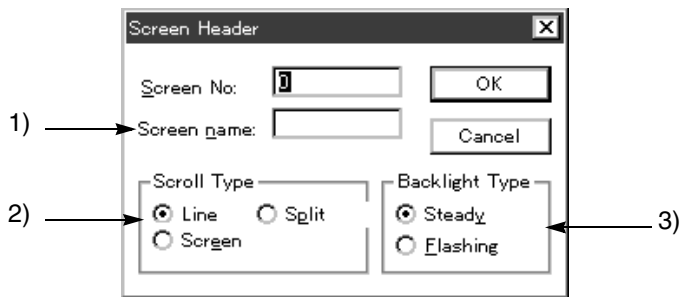 Screen Header
Screen No: 0 OK
1) Screen name: Cancel
Scroll Type Backlight Type
2) Line Split Steady 3)
Screen Flashing